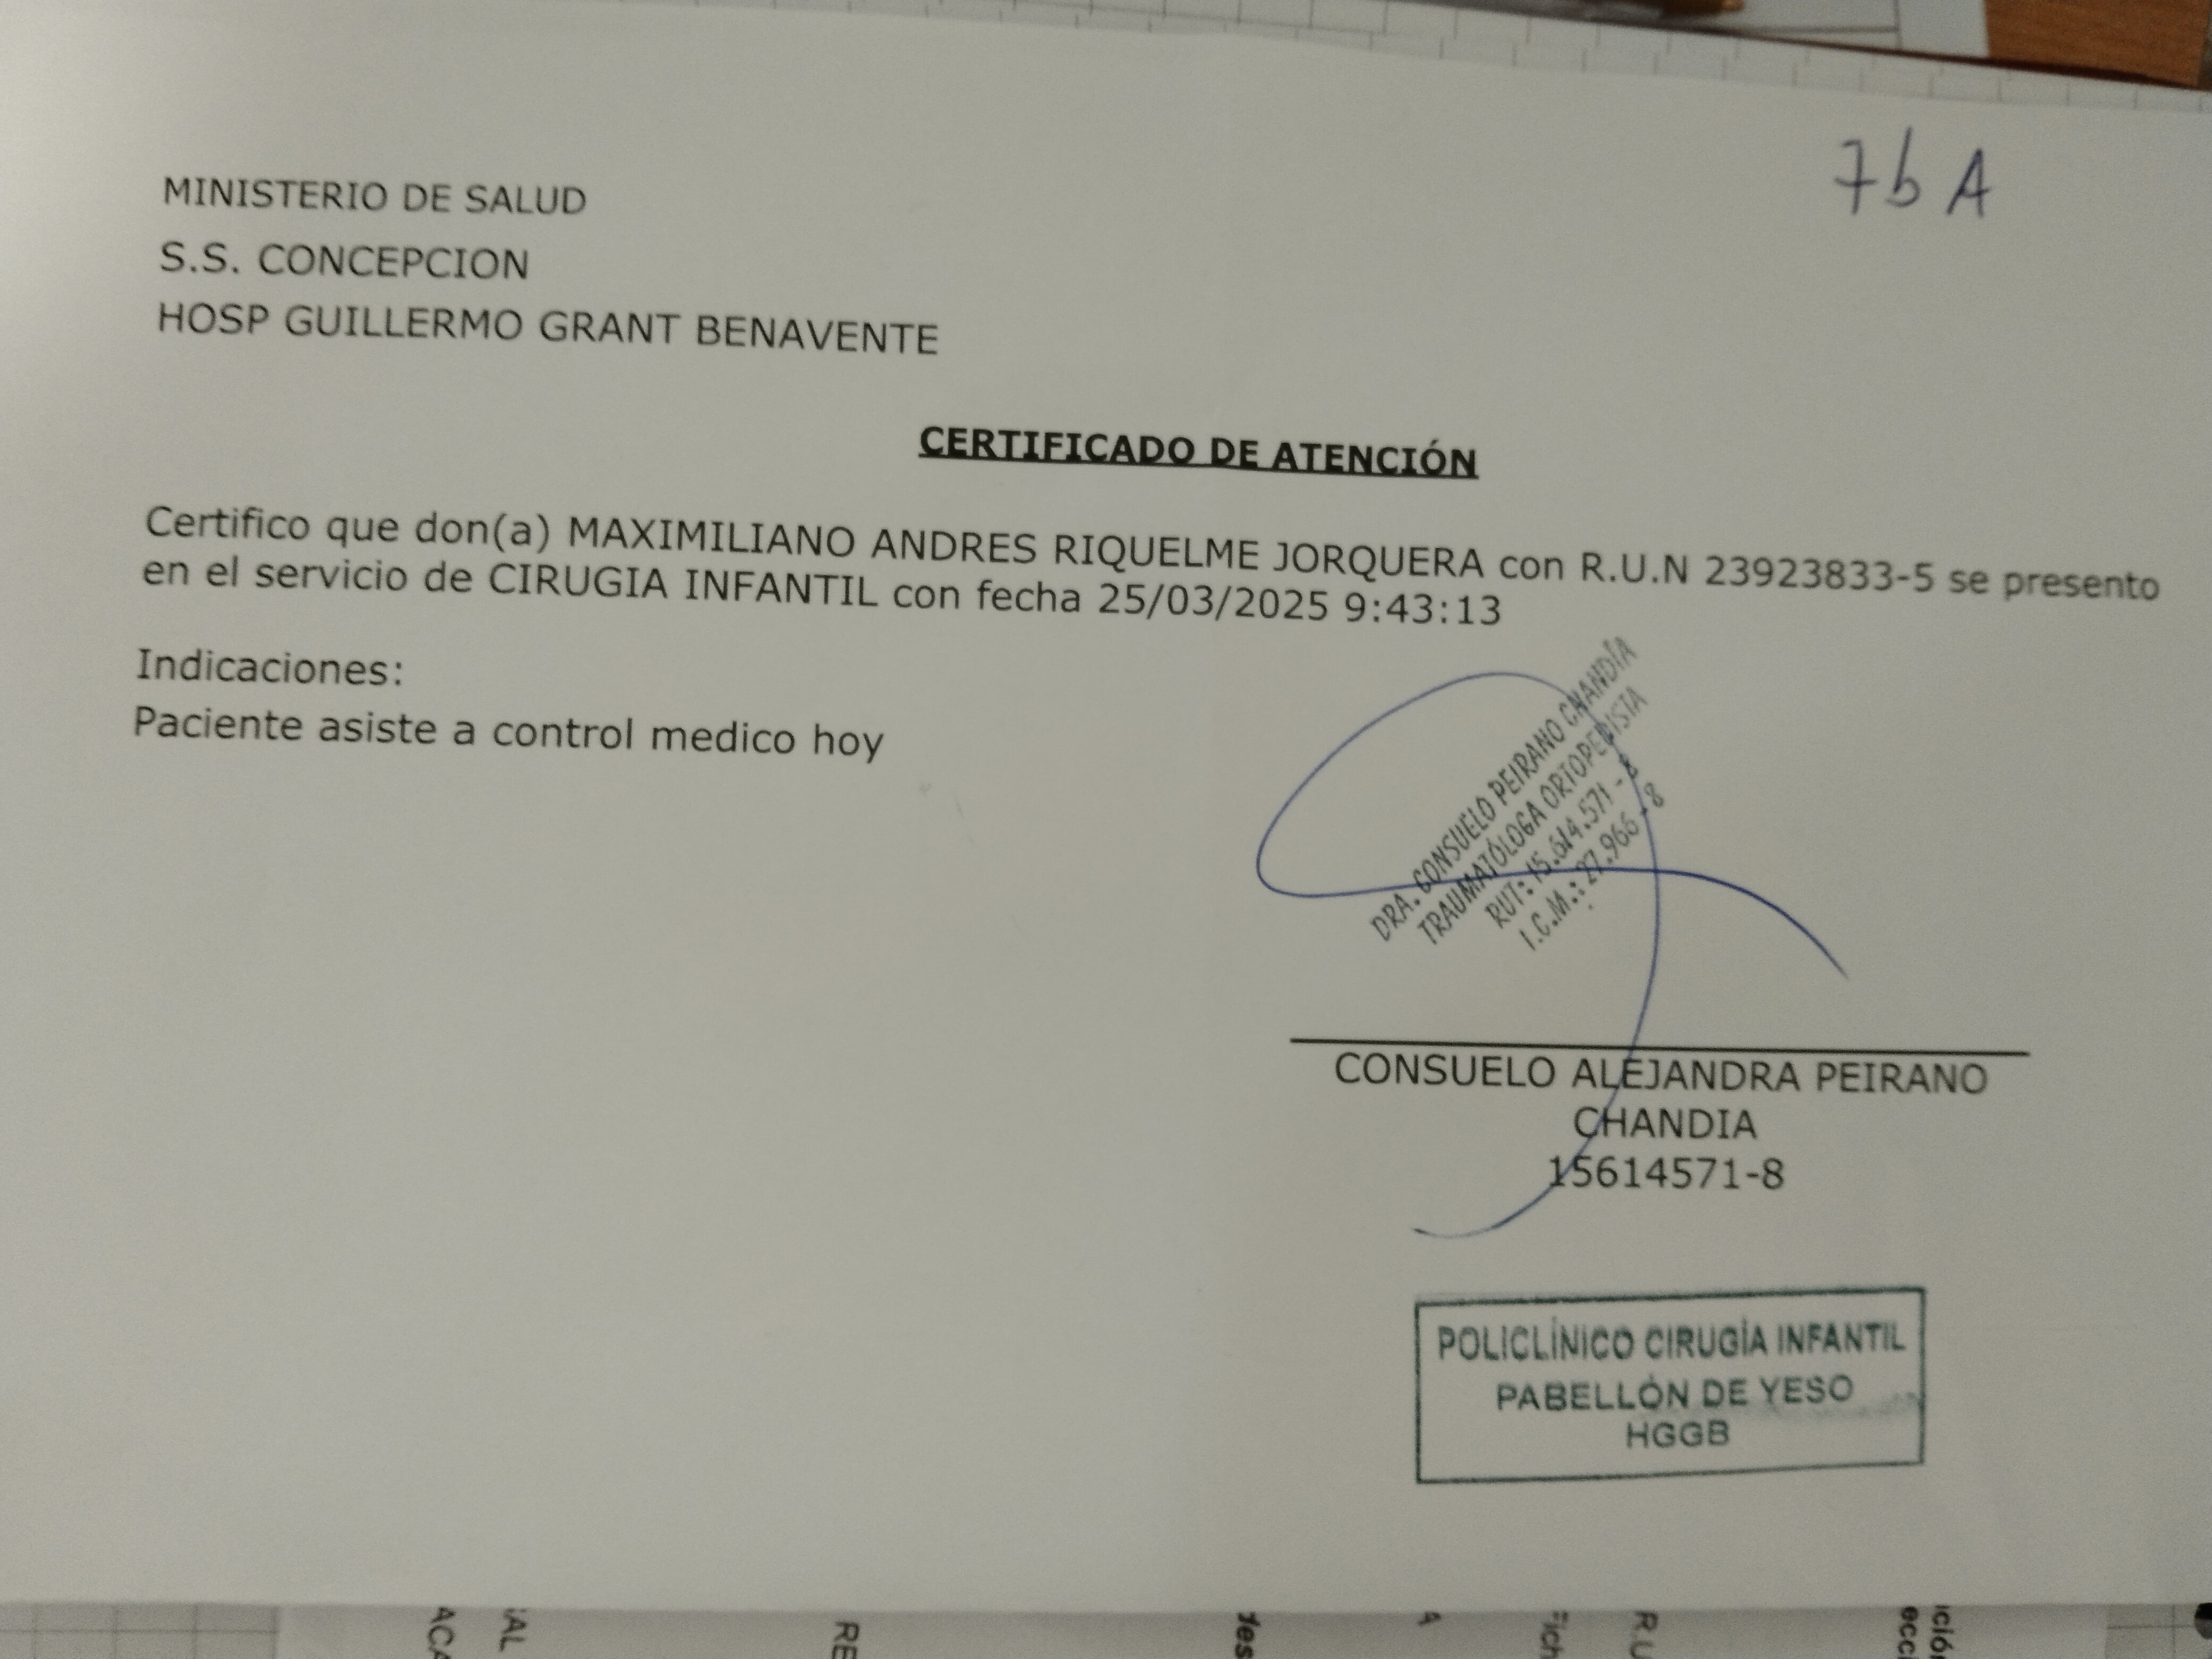 7b A
MINISTERIO DE SALUD
S.S. CONCEPCION
HOSP GUILLERMO GRANT BENAVENTE
CERTIFICADO DE ATENCIÓN
Certifico que don(a) MAXIMILIANO ANDRES RIQUELME JORQUERA con R.U.N 23923833-5 se presento
en el servicio de CIRUGIA INFANTIL con fecha 25/03/2025 9:43:13
Indicaciones:
Paciente asiste a control medico hoy
DRA. CONSUELO PEIRANO CHANDÍA
TRAUMATÓLOGA ORTOPEDISTA
RUT: 15.614.571 - 8
I.C.M.: 27.966 - 8
CONSUELO ALEJANDRA PEIRANO
CHANDIA
15614571-8
POLICLÍNICO CIRUGÍA INFANTIL
PABELLÓN DE YESO
HGGB